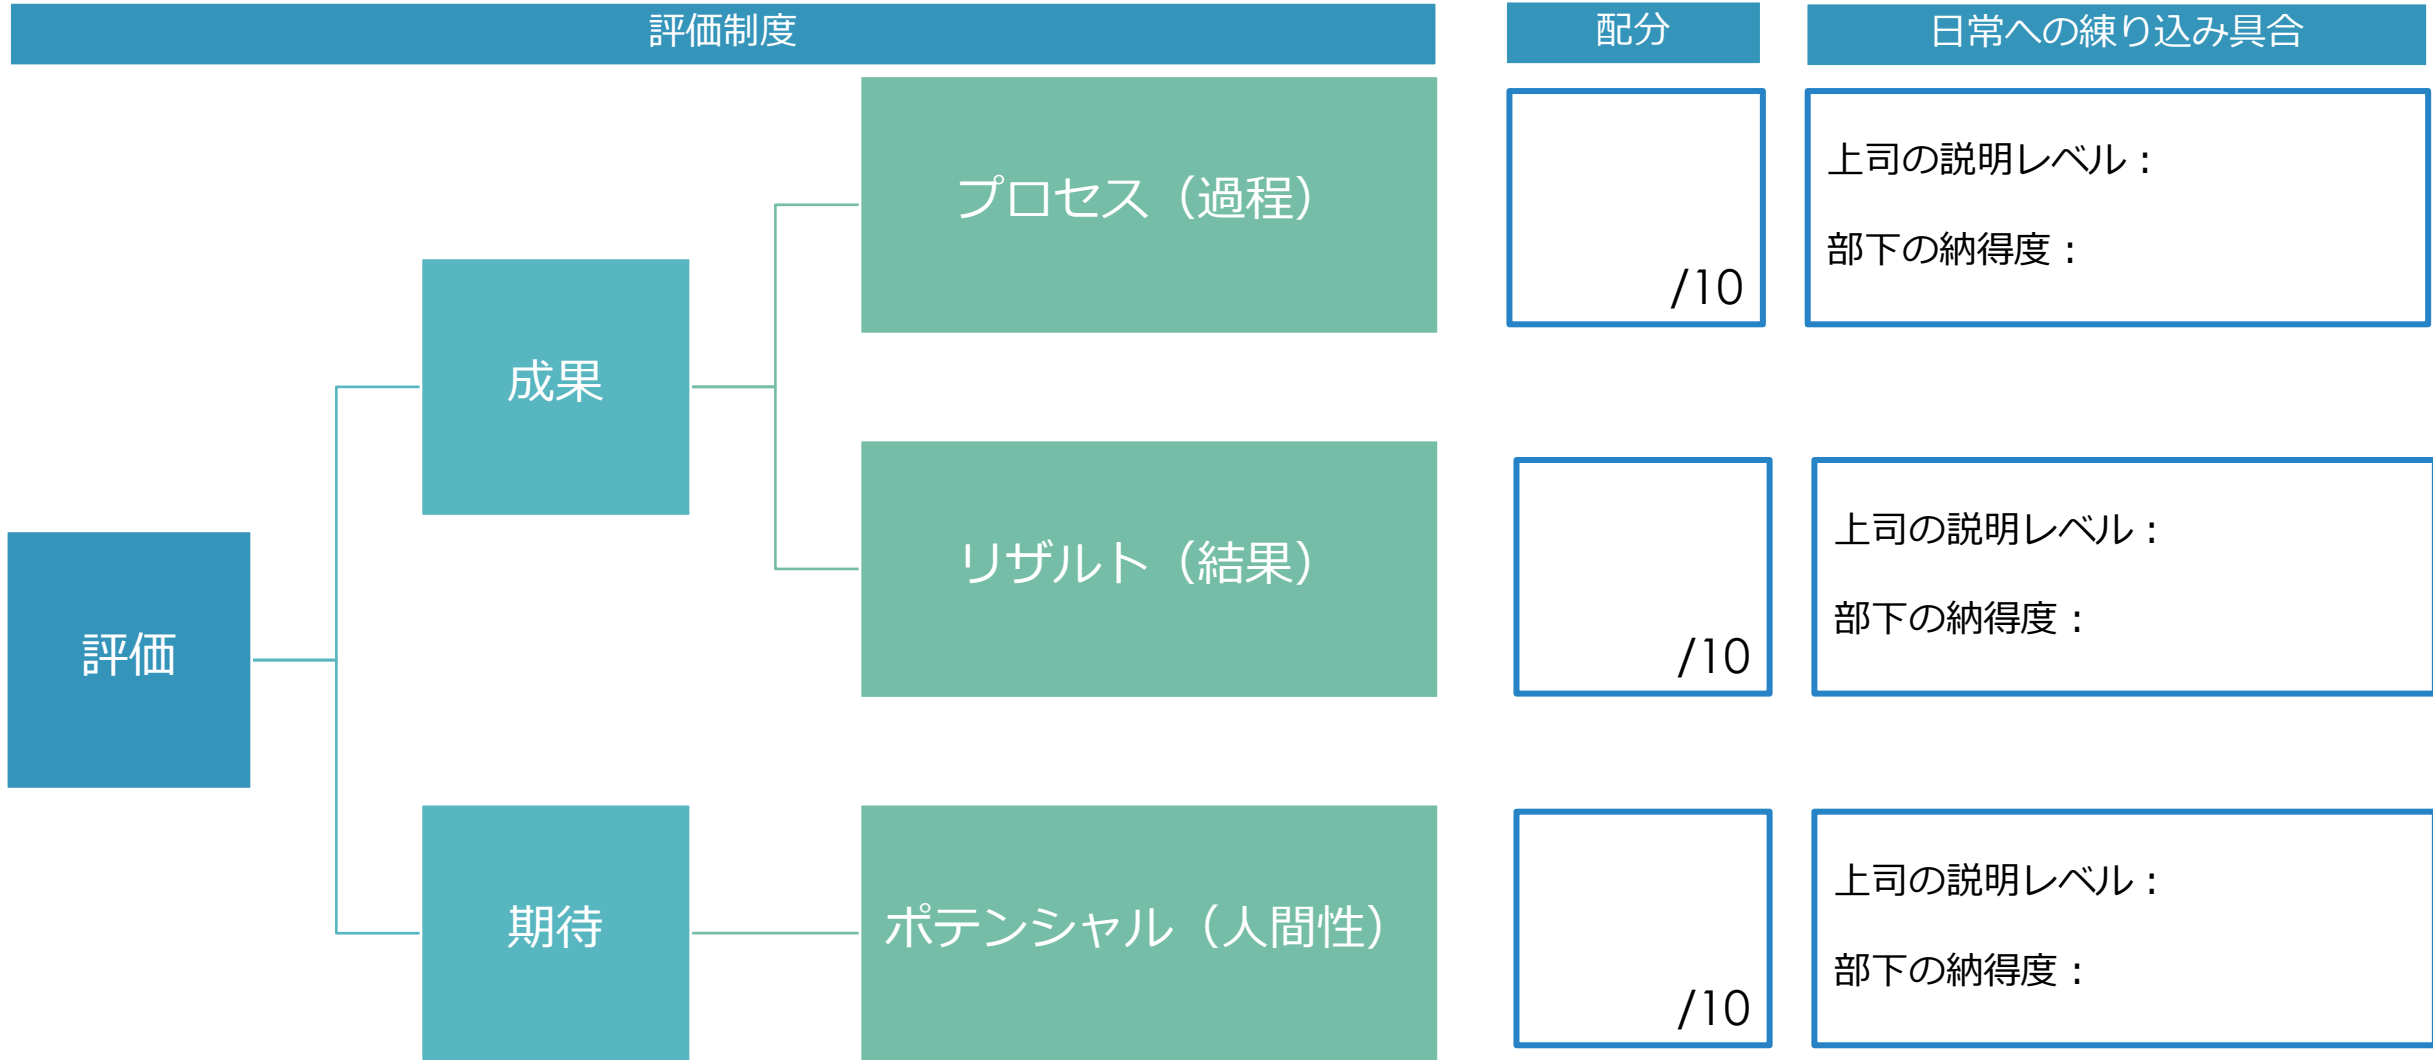 評価制度
配分
日常への練り込み具合
評価
成果
期待
プロセス（過程）
/10
上司の説明レベル：
部下の納得度：
リザルト（結果）
/10
上司の説明レベル：
部下の納得度：
ポテンシャル（人間性）
/10
上司の説明レベル：
部下の納得度：